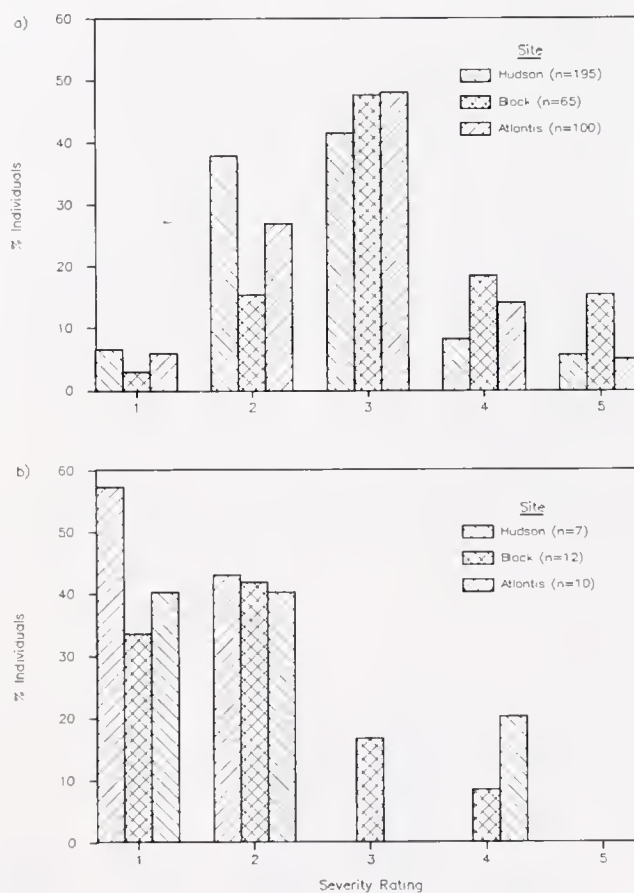 a)
60
50
40
30
20
10
0
% Individuals
Site
Hudson (n=195)
Block (n=65)
Atlantis (n=100)
1 2 3 4 5
b)
60
50
40
30
20
10
0
% Individuals
Site
Hudson (n=7)
Block (n=12)
Atlantis (n=10)
1 2 3 4 5
Severity Rating